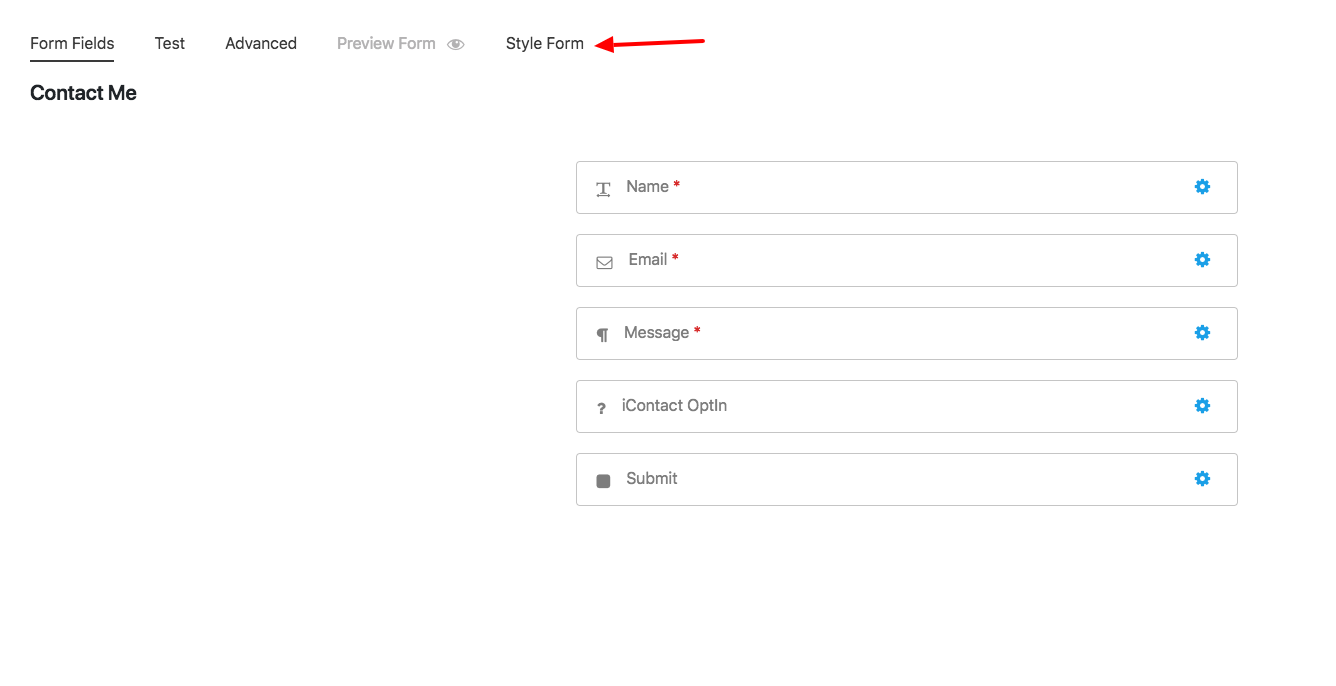 Form Fields Test Advanced Preview Form Style Form
Contact Me
Name *
Email *
Message *
? iContact OptIn
Submit